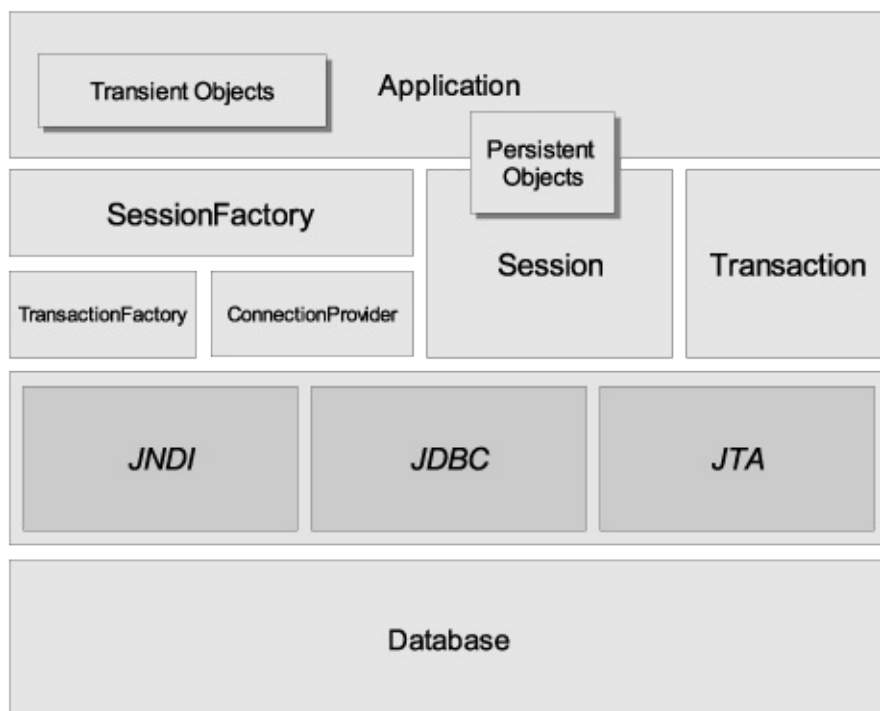 Transient Objects
Application
Persistent
Objects
SessionFactory
Session
Transaction
TransactionFactory
ConnectionProvider
JNDI
JDBC
JTA
Database